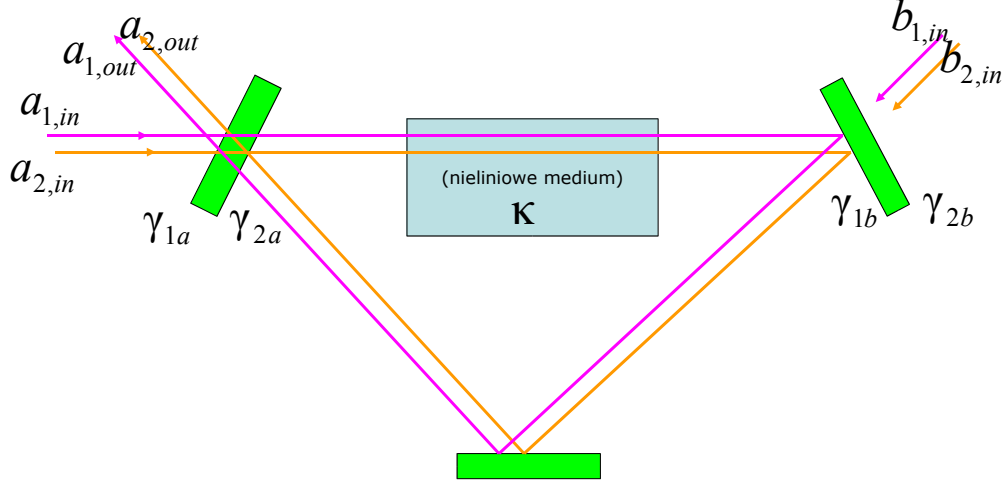 a₂,out
a₁,out
b₁,in
b₂,in
a₁,in
a₂,in
(nieliniowe medium)
κ
γ₁a γ₂a
γ₁b γ₂b